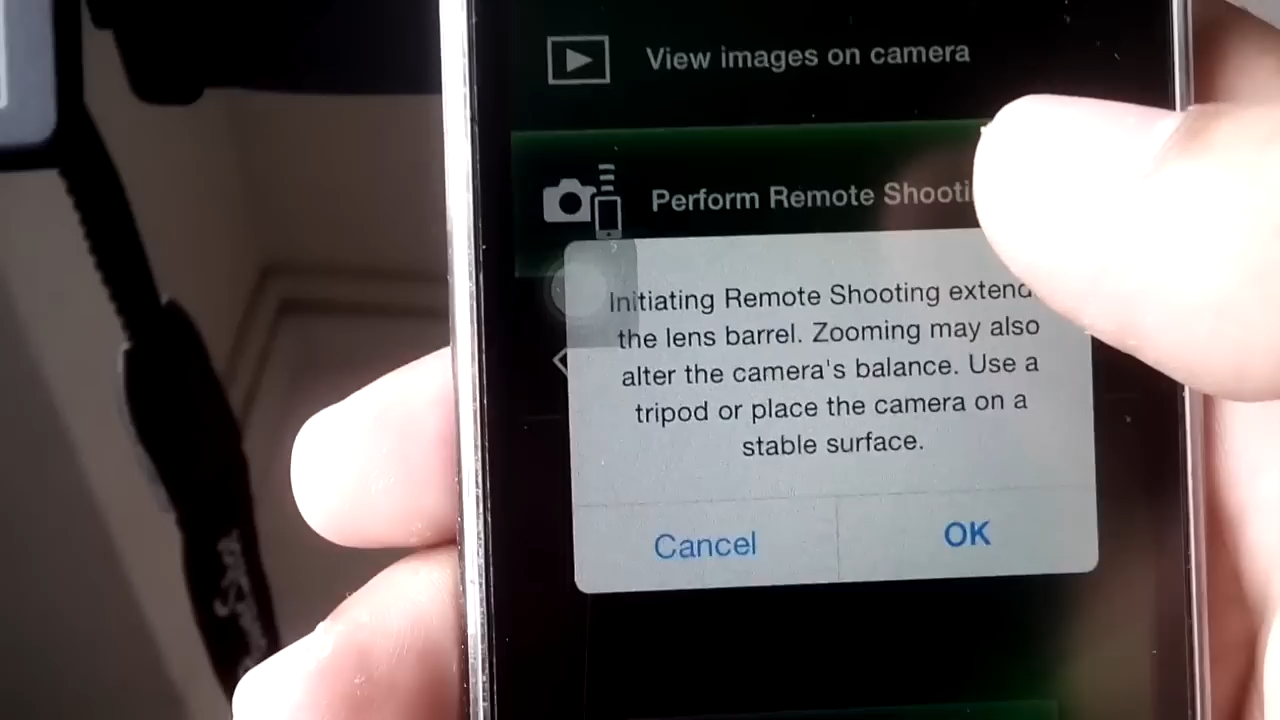 View images on camera
Perform Remote Shooti
Initiating Remote Shooting extend
the lens barrel. Zooming may also
alter the camera's balance. Use a
tripod or place the camera on a
stable surface.
Cancel
OK